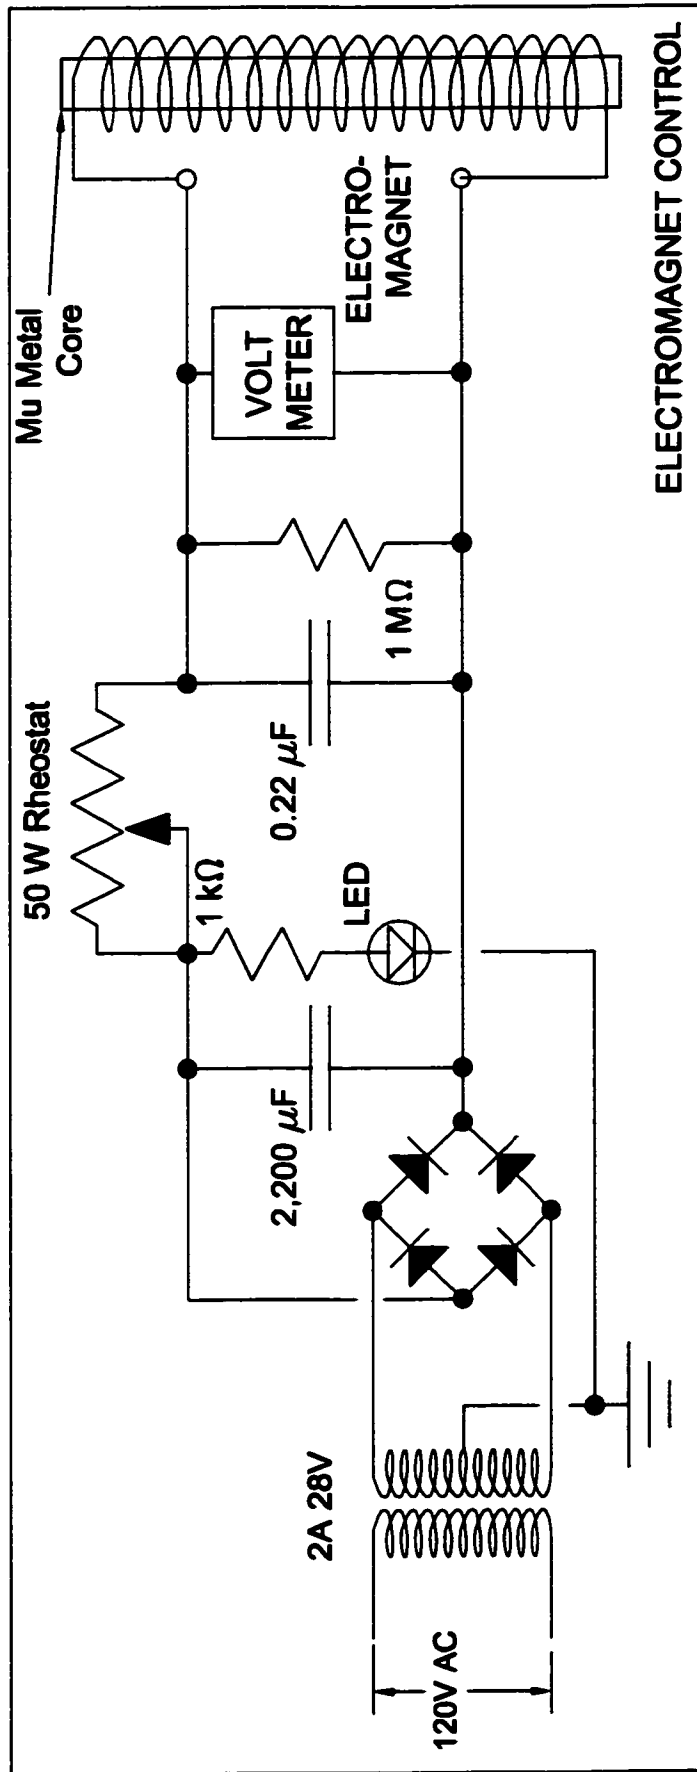 120V AC
2A 28V
2,200 µF
1 kΩ
LED
50 W Rheostat
0.22 µF
1 MΩ
VOLT
METER
ELECTRO-
MAGNET
Mu Metal
Core
ELECTROMAGNET CONTROL